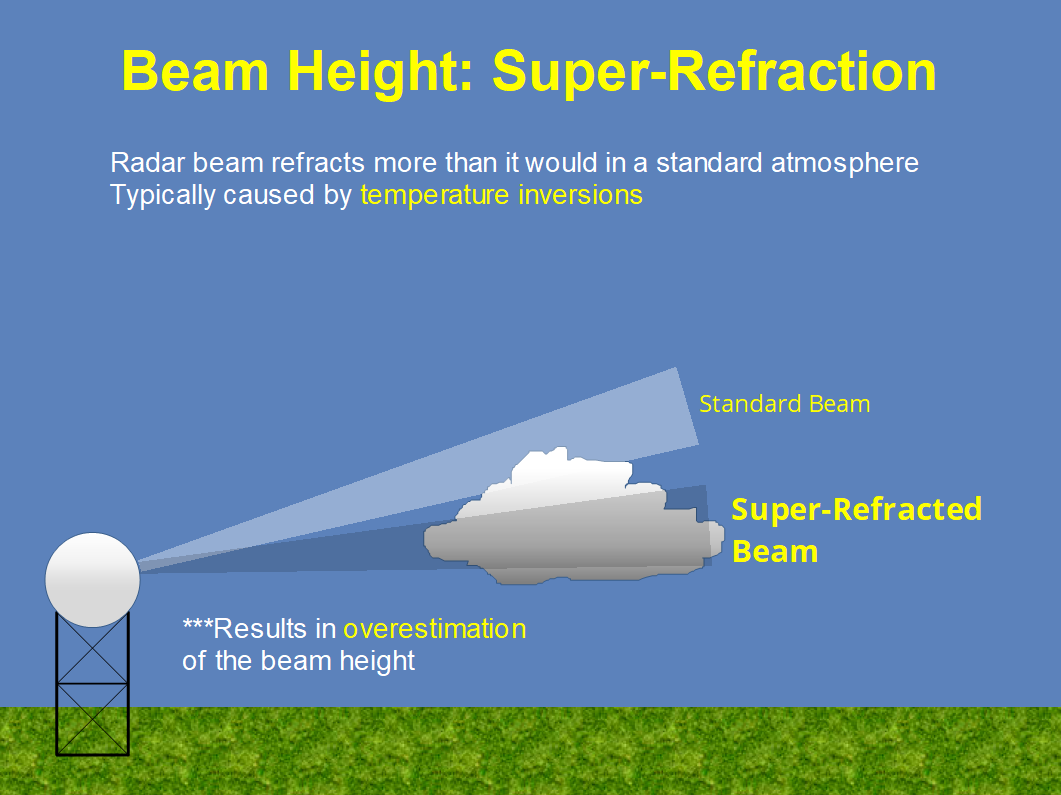 Beam Height: Super-Refraction
Radar beam refracts more than it would in a standard atmosphere
Typically caused by temperature inversions
Standard Beam
Super-Refracted
Beam
***Results in overestimation
of the beam height